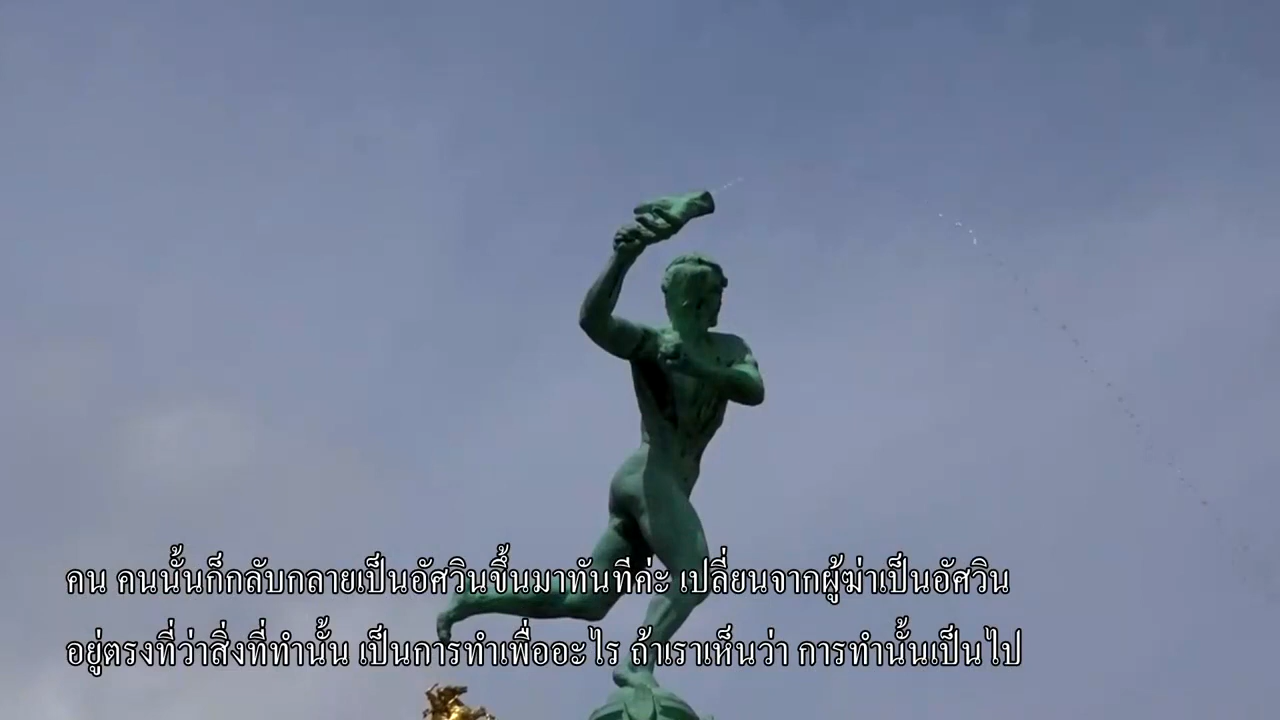 คน คนนั้นก็กลับกลายเป็นอัศวินขึ้นมาทันทีค่ะ เปลี่ยนจากผู้ฆ่าเป็นอัศวิน
อยู่ตรงที่ว่าสิ่งที่ทำนั้น เป็นการทำเพื่ออะไร ถ้าเราเห็นว่า การทำนั้นเป็นไป